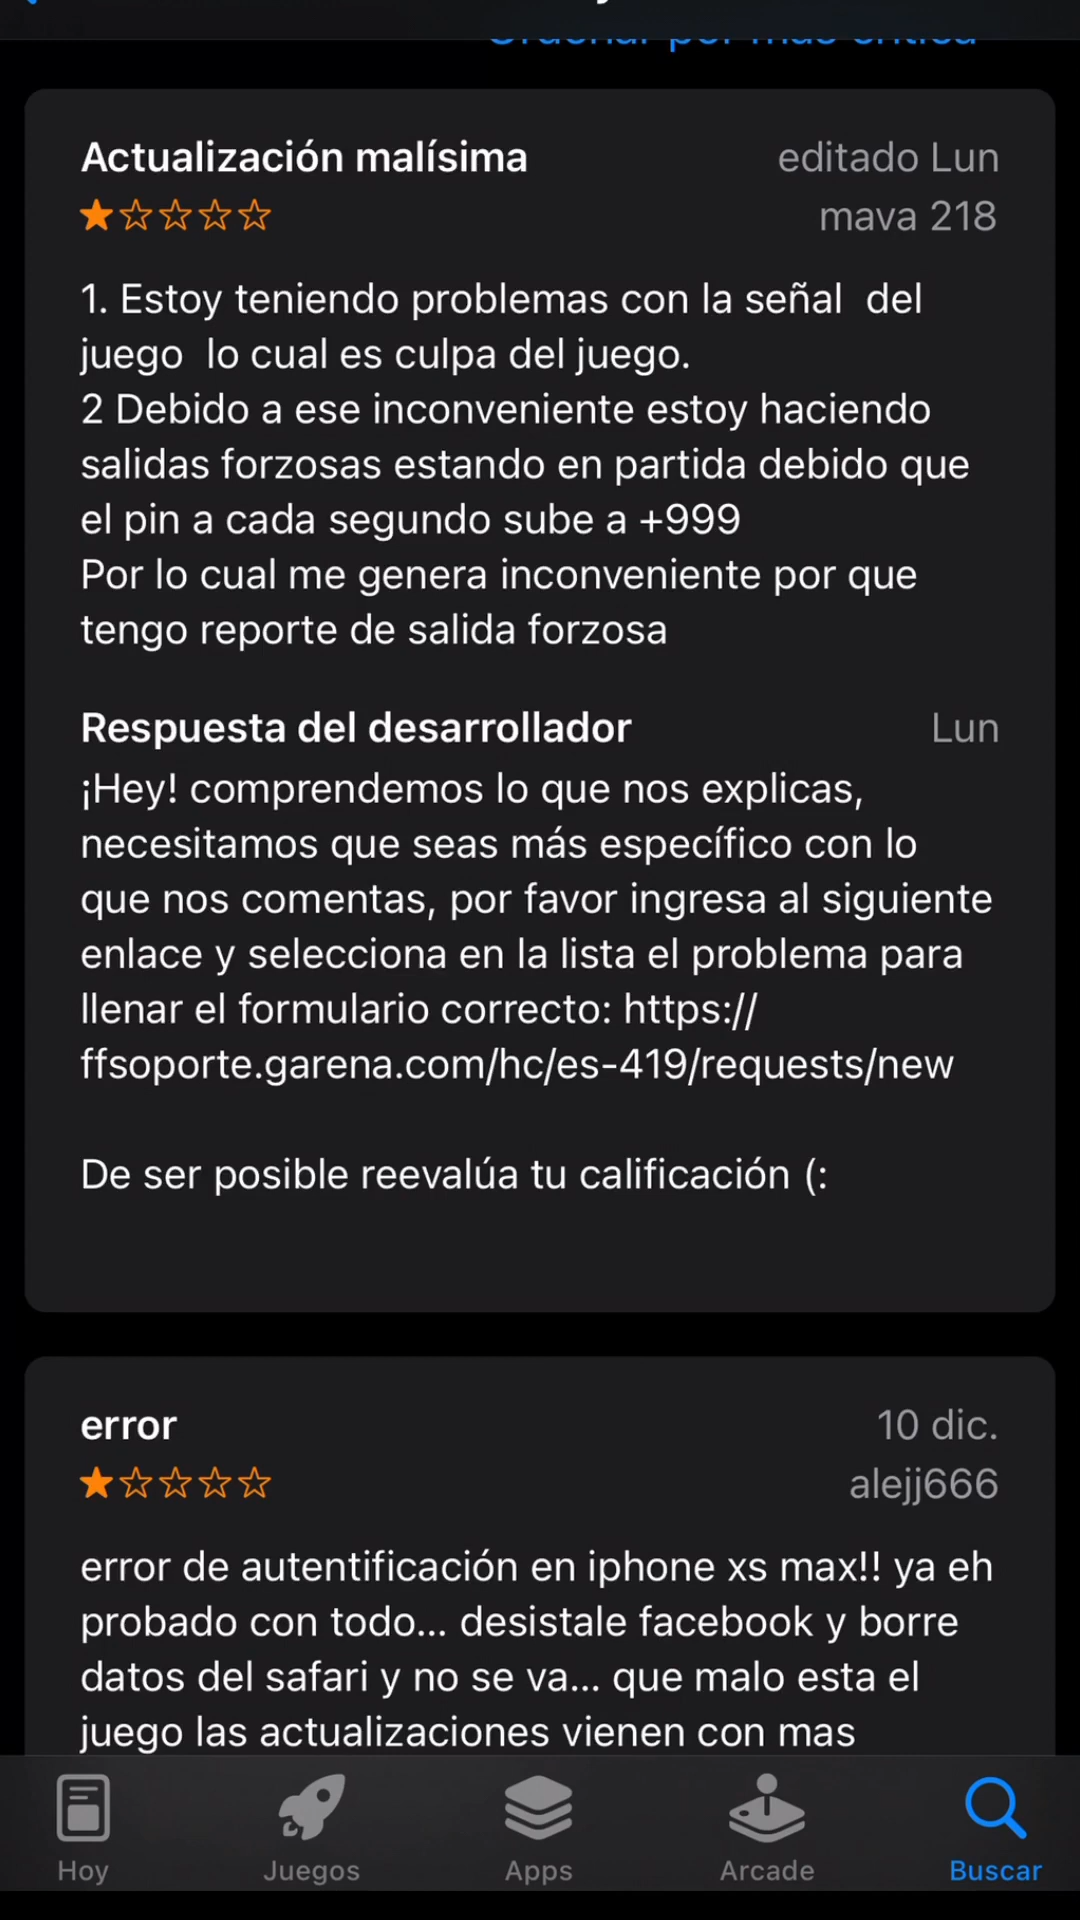 Ordenar por más crítica
Actualización malísima
editado Lun
mava 218
1. Estoy teniendo problemas con la señal  del
juego  lo cual es culpa del juego.
2 Debido a ese inconveniente estoy haciendo
salidas forzosas estando en partida debido que
el pin a cada segundo sube a +999
Por lo cual me genera inconveniente por que
tengo reporte de salida forzosa
Respuesta del desarrollador
Lun
¡Hey! comprendemos lo que nos explicas,
necesitamos que seas más específico con lo
que nos comentas, por favor ingresa al siguiente
enlace y selecciona en la lista el problema para
llenar el formulario correcto: https://
ffsoporte.garena.com/hc/es-419/requests/new
De ser posible reevalúa tu calificación (:
error
10 dic.
alejj666
error de autentificación en iphone xs max!! ya eh
probado con todo... desistale facebook y borre
datos del safari y no se va... que malo esta el
juego las actualizaciones vienen con mas
Hoy
Juegos
Apps
Arcade
Buscar